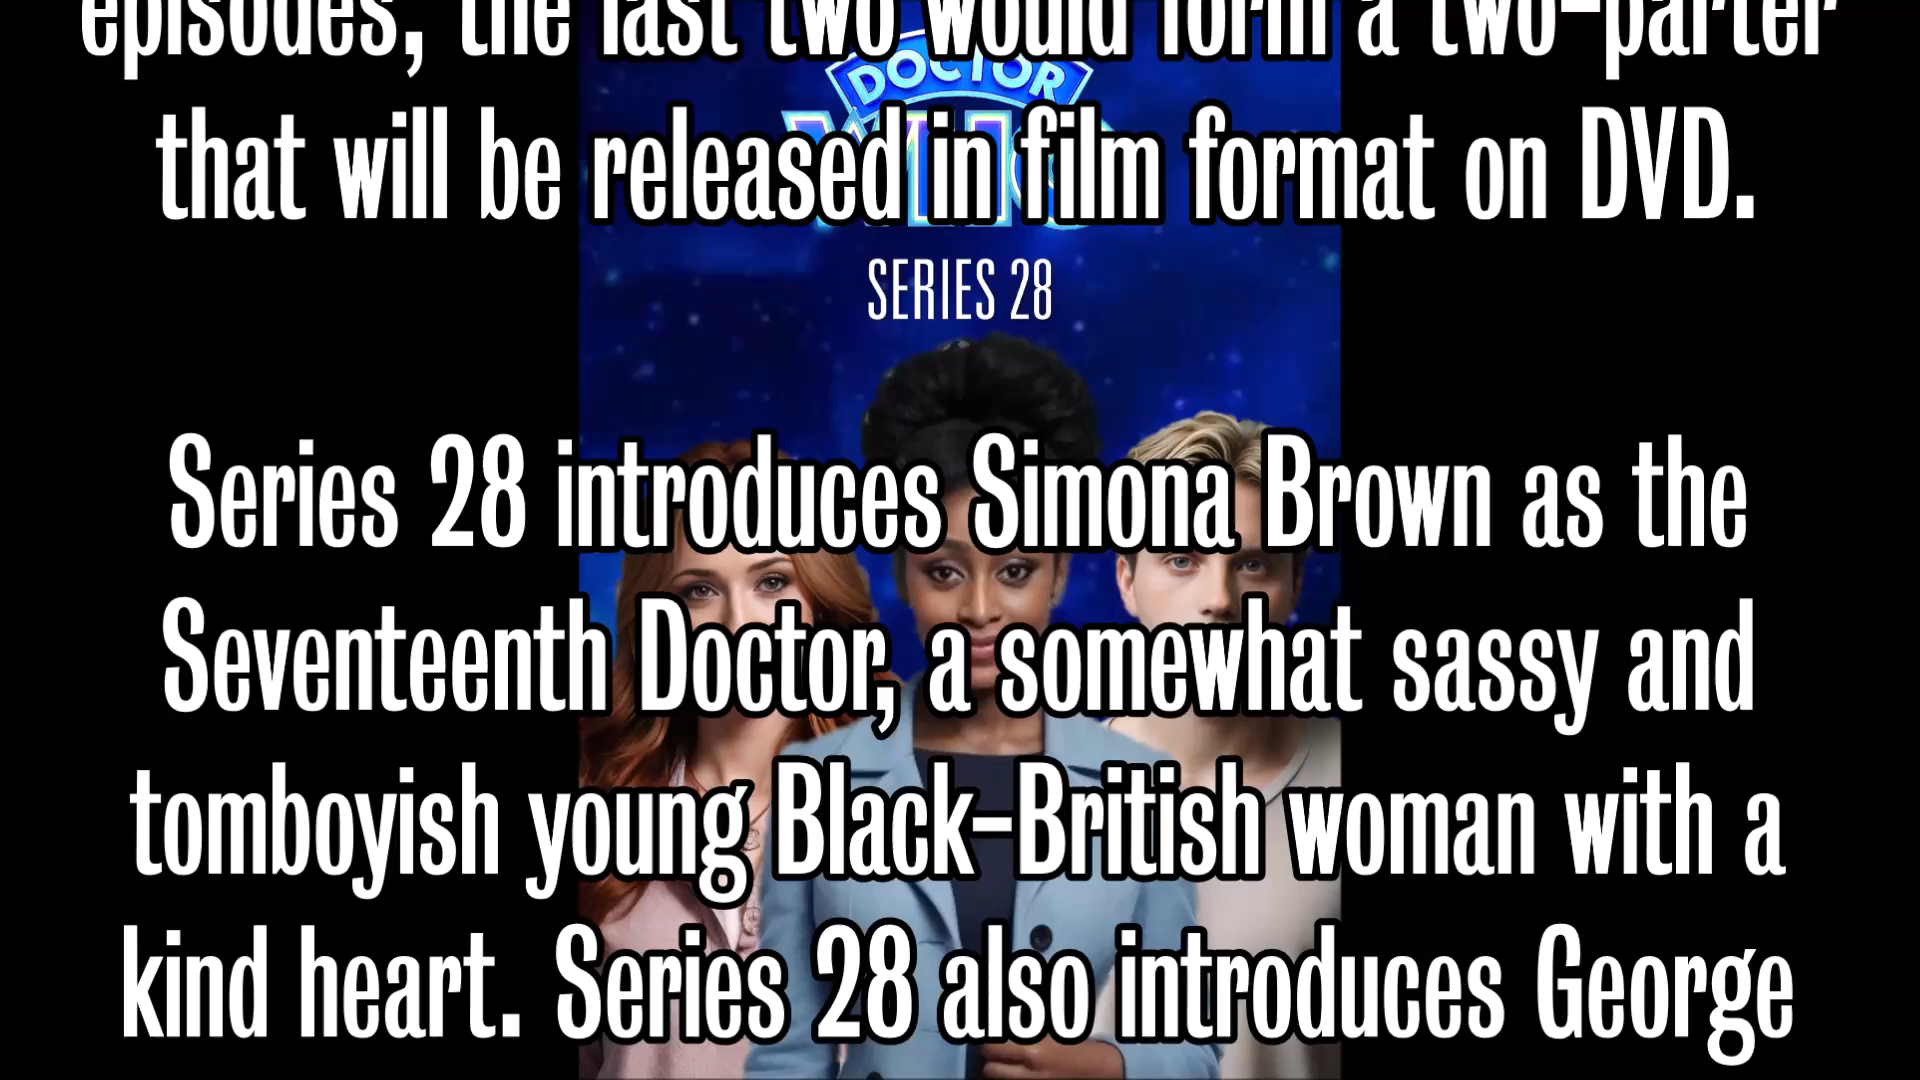 episodes, the last two would form a two-parter
DOCTOR
WHO
that will be released in film format on DVD.
SERIES 28
Series 28 introduces Simona Brown as the
Seventeenth Doctor, a somewhat sassy and
tomboyish young Black-British woman with a
kind heart. Series 28 also introduces George